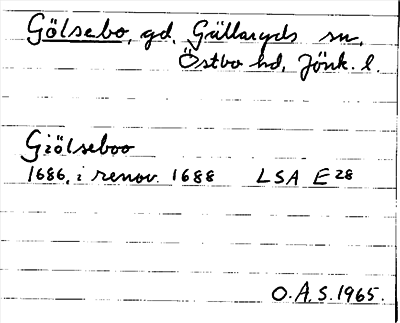 Gölsebo, gd, Gällaryds sn,
Östbo hd, Jönk. l.
Giölseboo
1686, i renov. 1688 LSA E28
O.A.S. 1965.